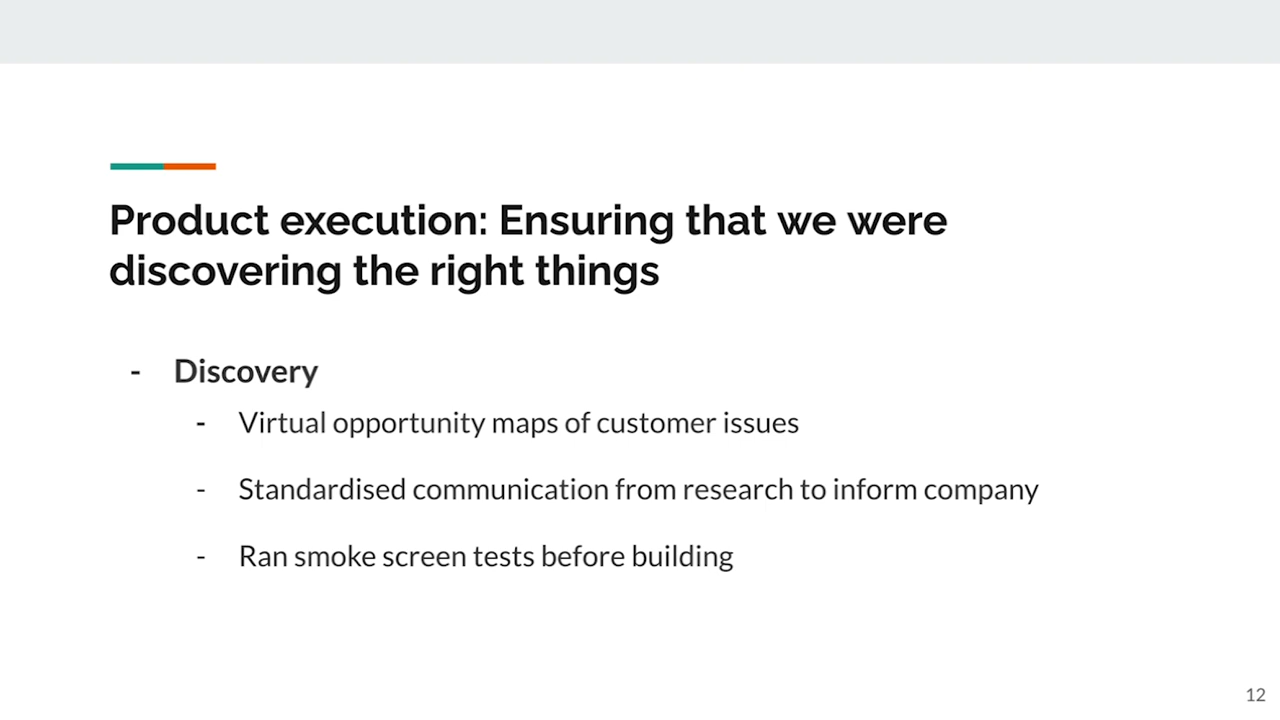 Product execution: Ensuring that we were
discovering the right things
- Discovery
- Virtual opportunity maps of customer issues
- Standardised communication from research to inform company
- Ran smoke screen tests before building
12